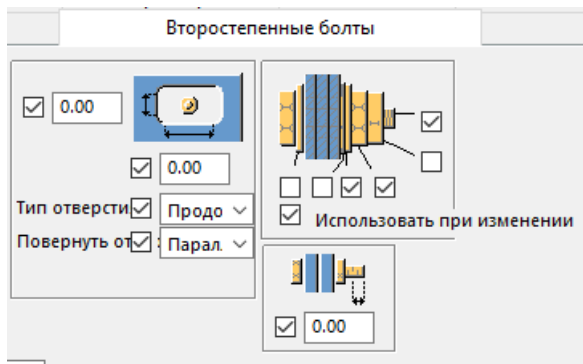 Второстепенные болты
0.00
0.00
Тип отверсти Продо
Использовать при изменении
Повернуть от Парал.
0.00